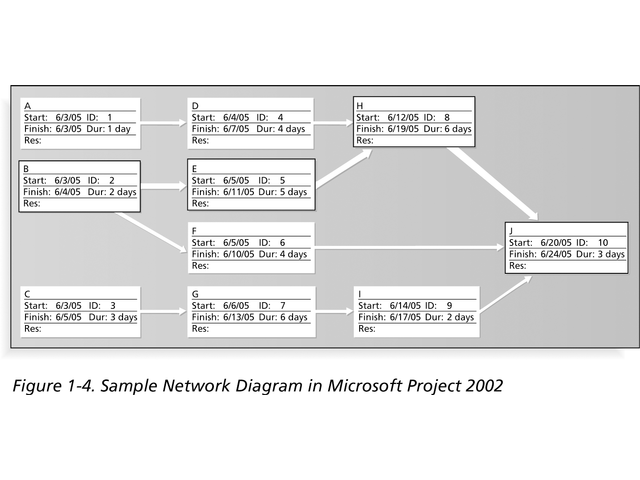 A
Start: 6/3/05 ID: 1
Finish: 6/3/05 Dur: 1 day
Res:
D
Start: 6/4/05 ID: 4
Finish: 6/7/05 Dur: 4 days
Res:
H
Start: 6/12/05 ID: 8
Finish: 6/19/05 Dur: 6 days
Res:
B
Start: 6/3/05 ID: 2
Finish: 6/4/05 Dur: 2 days
Res:
E
Start: 6/5/05 ID: 5
Finish: 6/11/05 Dur: 5 days
Res:
F
Start: 6/5/05 ID: 6
Finish: 6/10/05 Dur: 4 days
Res:
J
Start: 6/20/05 ID: 10
Finish: 6/24/05 Dur: 3 days
Res:
C
Start: 6/3/05 ID: 3
Finish: 6/5/05 Dur: 3 days
Res:
G
Start: 6/6/05 ID: 7
Finish: 6/13/05 Dur: 6 days
Res:
I
Start: 6/14/05 ID: 9
Finish: 6/17/05 Dur: 2 days
Res:
Figure 1-4. Sample Network Diagram in Microsoft Project 2002